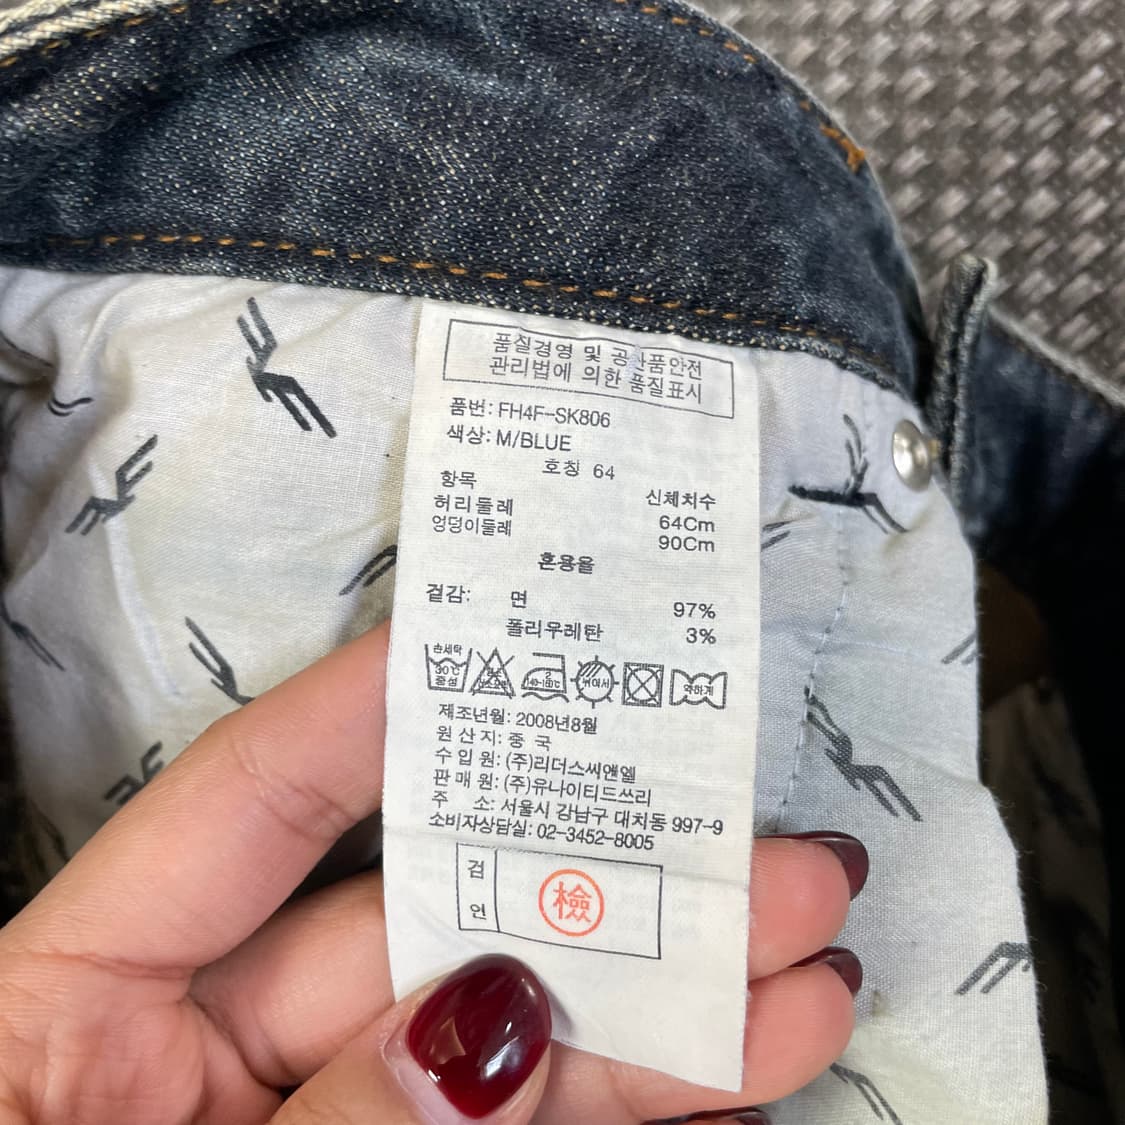 품질경영 및 공산품안전
관리법에 의한 품질표시
품번: FH4F-SK806
색상: M/BLUE
호칭 64
항목 신체치수
허리둘레 64Cm
엉덩이둘레 90Cm
혼용율
겉감: 면 97%
폴리우레탄 3%
손세탁
30℃
중성
2
뉘어서
약하게
제조년월: 2008년8월
원 산 지: 중 국
수 입 원: (주)리더스씨앤엘
판 매 원: (주)유나이티드쓰리
주 소: 서울시 강남구 대치동 997-9
소비자상담실: 02-3452-8005
검
인
檢